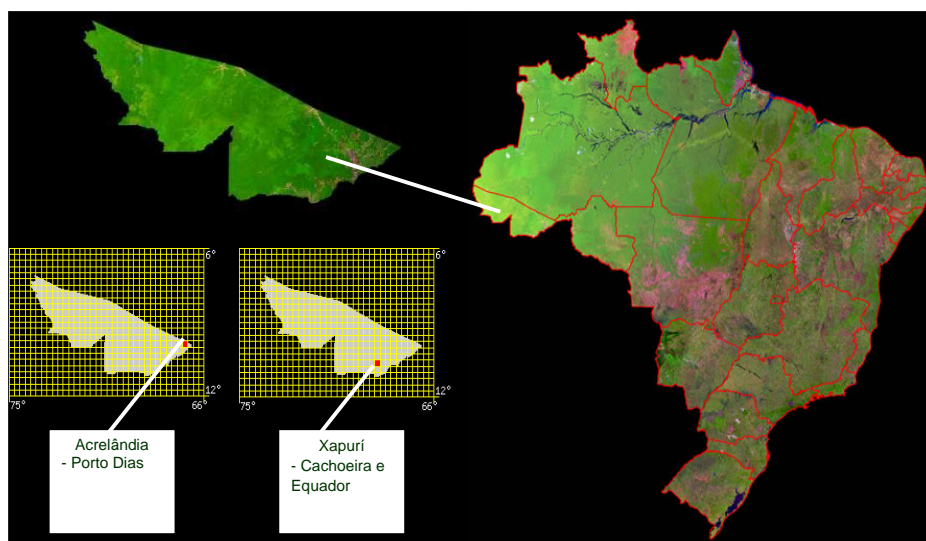 6°
12°
75°
66°
6°
12°
75°
66°
Acrelândia
- Porto Dias
Xapurí
- Cachoeira e
Equador